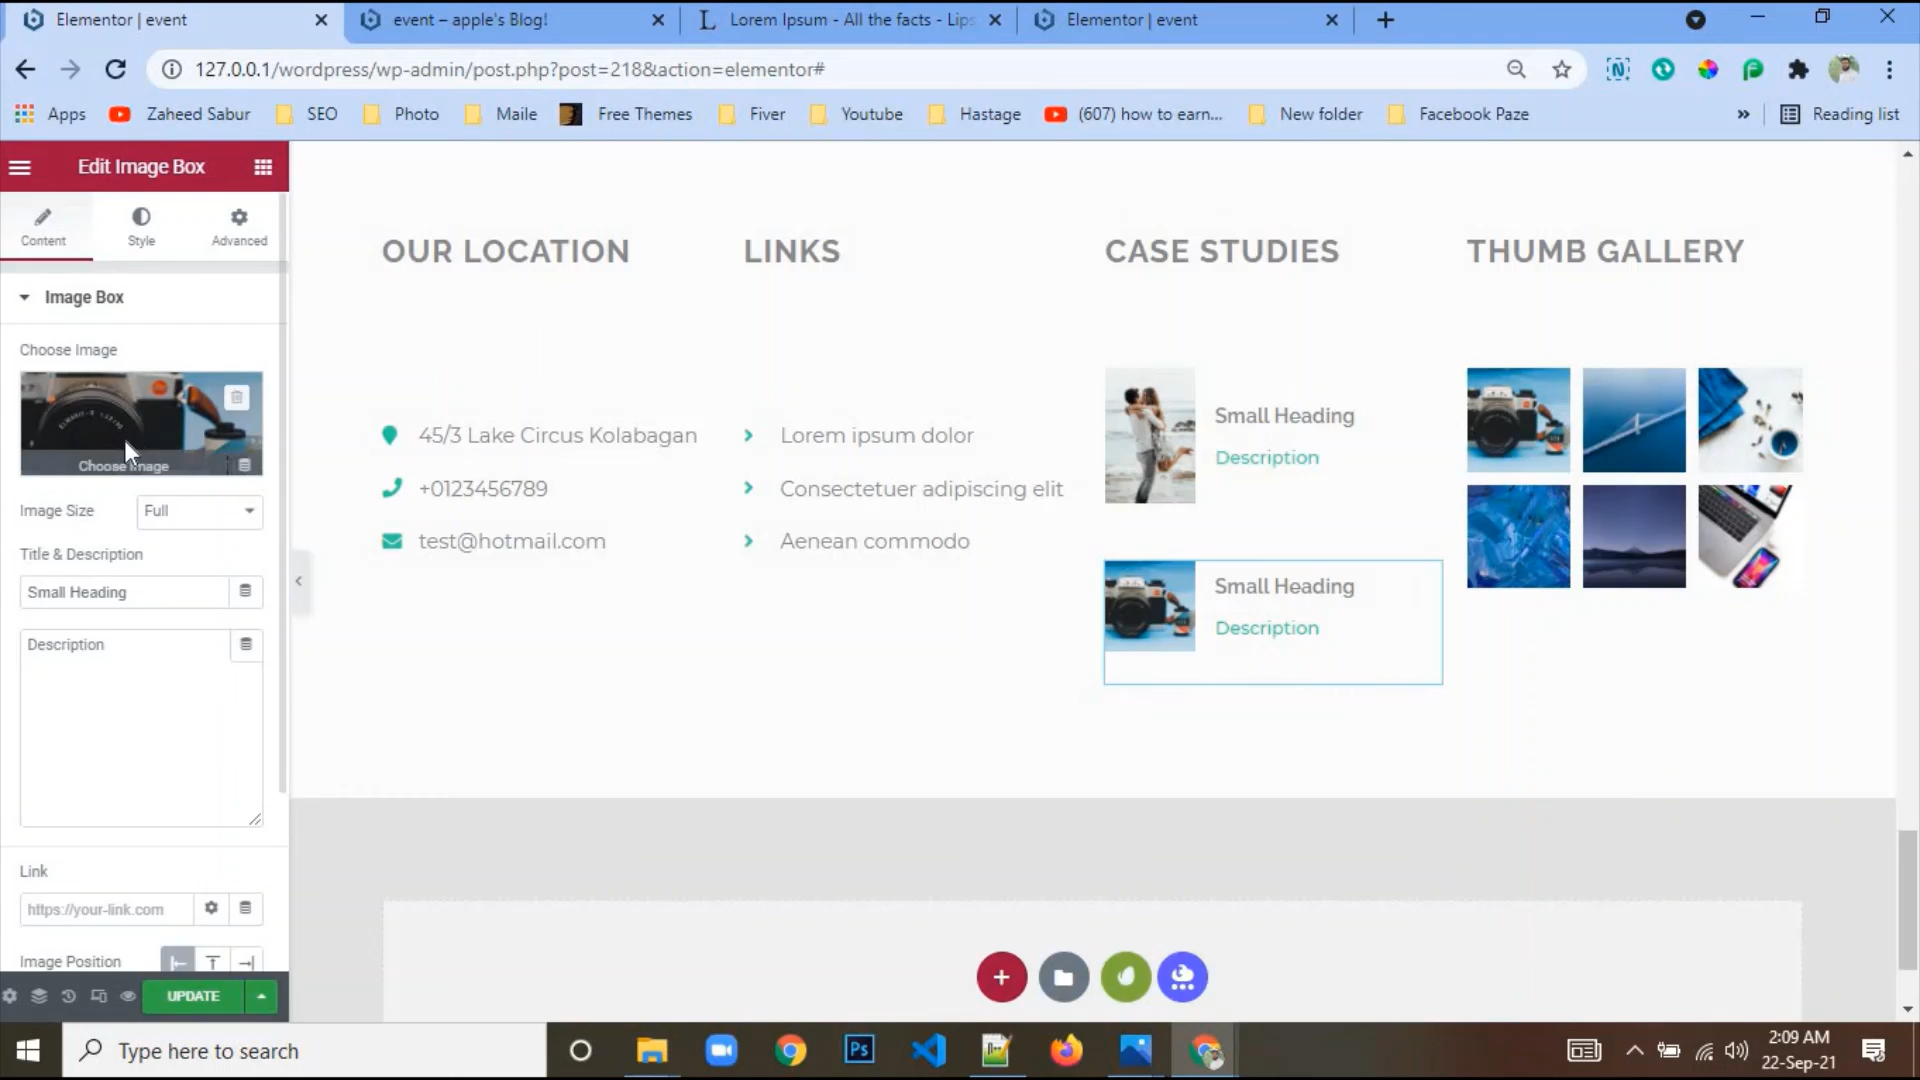 Elementor | event
event – apple's Blog!
Lorem Ipsum - All the facts - Lips
Elementor | event
127.0.0.1/wordpress/wp-admin/post.php?post=218&action=elementor#
Apps
Zaheed Sabur
SEO
Photo
Maile
Free Themes
Fiver
Youtube
Hastage
(607) how to earn...
New folder
Facebook Paze
»
Reading list
Edit Image Box
Content
Style
Advanced
Image Box
Choose Image
Choose Image
Image Size
Full
Title & Description
Small Heading
Description
Link
https://your-link.com
Image Position
UPDATE
OUR LOCATION
45/3 Lake Circus Kolabagan
+0123456789
test@hotmail.com
LINKS
Lorem ipsum dolor
Consectetuer adipiscing elit
Aenean commodo
CASE STUDIES
Small Heading
Description
Small Heading
Description
THUMB GALLERY
Type here to search
Ps
2:09 AM
22-Sep-21